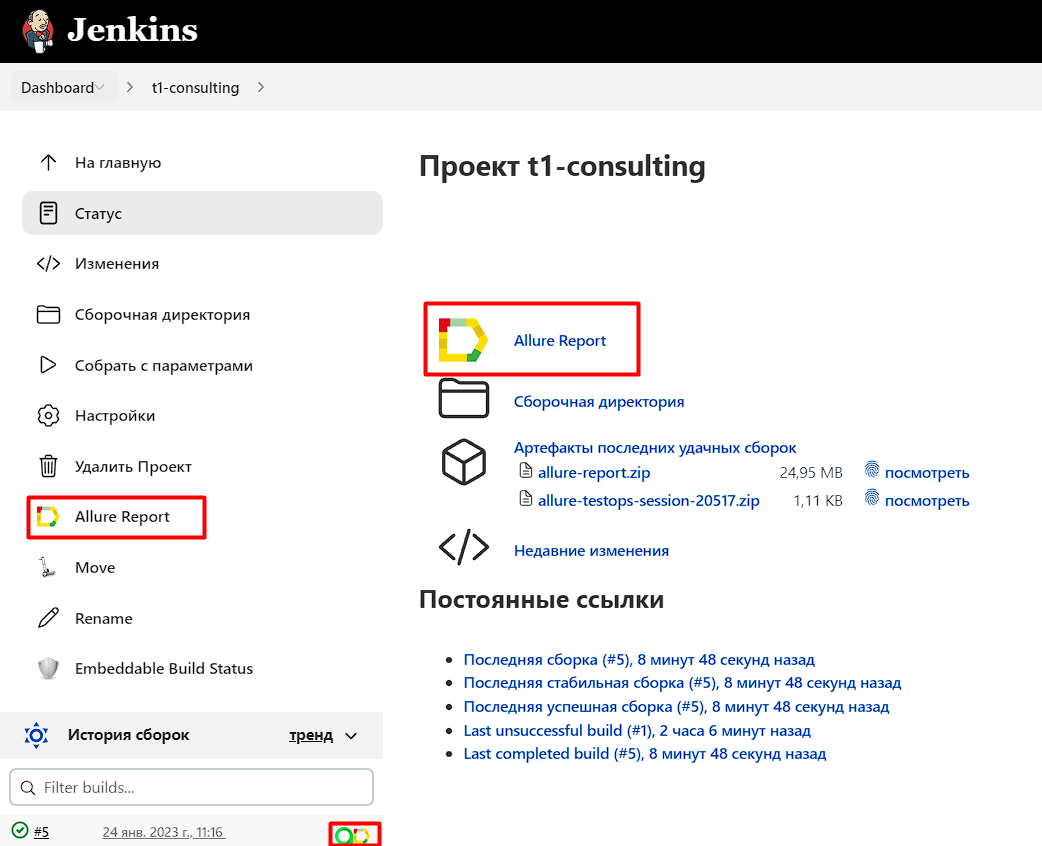 Jenkins
Dashboard
t1-consulting
На главную
Статус
Изменения
Сборочная директория
Собрать с параметрами
Настройки
Удалить Проект
Allure Report
Move
Rename
Embeddable Build Status
История сборок
тренд
Filter builds...
#5 24 янв. 2023 г., 11:16
Проект t1-consulting
Allure Report
Сборочная директория
Артефакты последних удачных сборок
allure-report.zip 24,95 MB посмотреть
allure-testops-session-20517.zip 1,11 KB посмотреть
Недавние изменения
Постоянные ссылки
Последняя сборка (#5), 8 минут 48 секунд назад
Последняя стабильная сборка (#5), 8 минут 48 секунд назад
Последняя успешная сборка (#5), 8 минут 48 секунд назад
Last unsuccessful build (#1), 2 часа 6 минут назад
Last completed build (#5), 8 минут 48 секунд назад